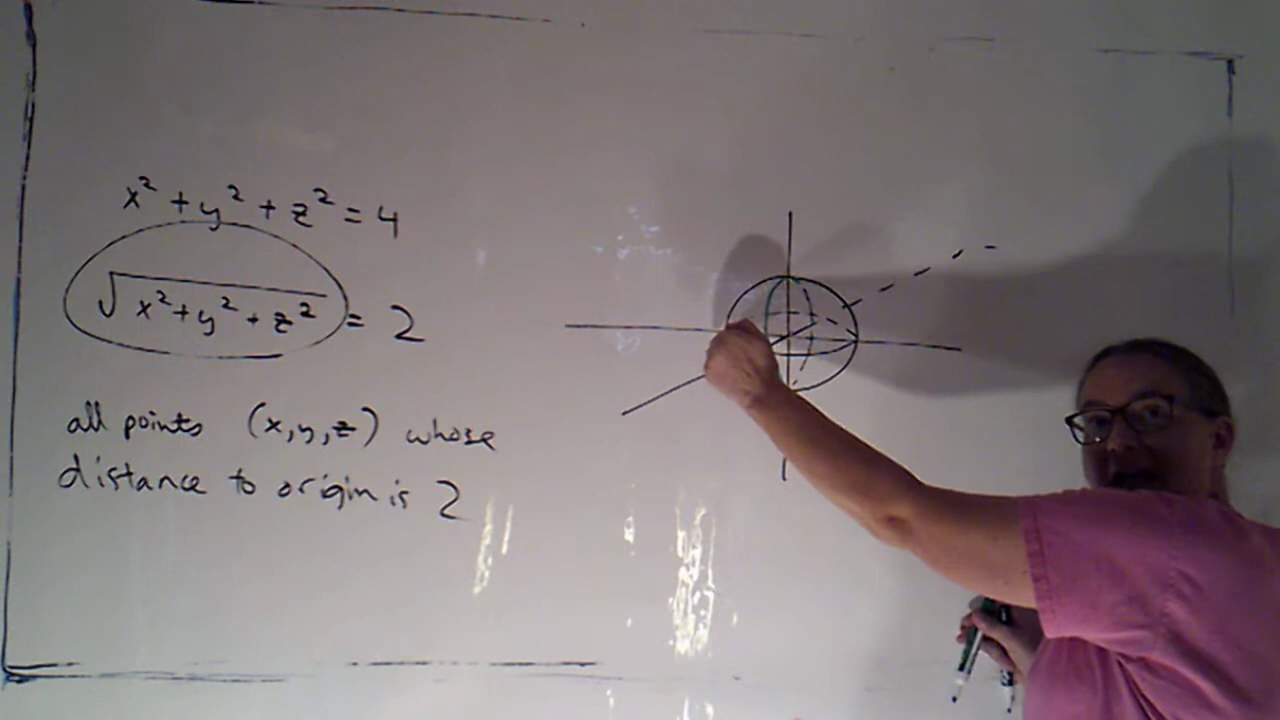 x² + y² + z² = 4
√(x² + y² + z²) = 2
all points (x, y, z) whose
distance to origin is 2